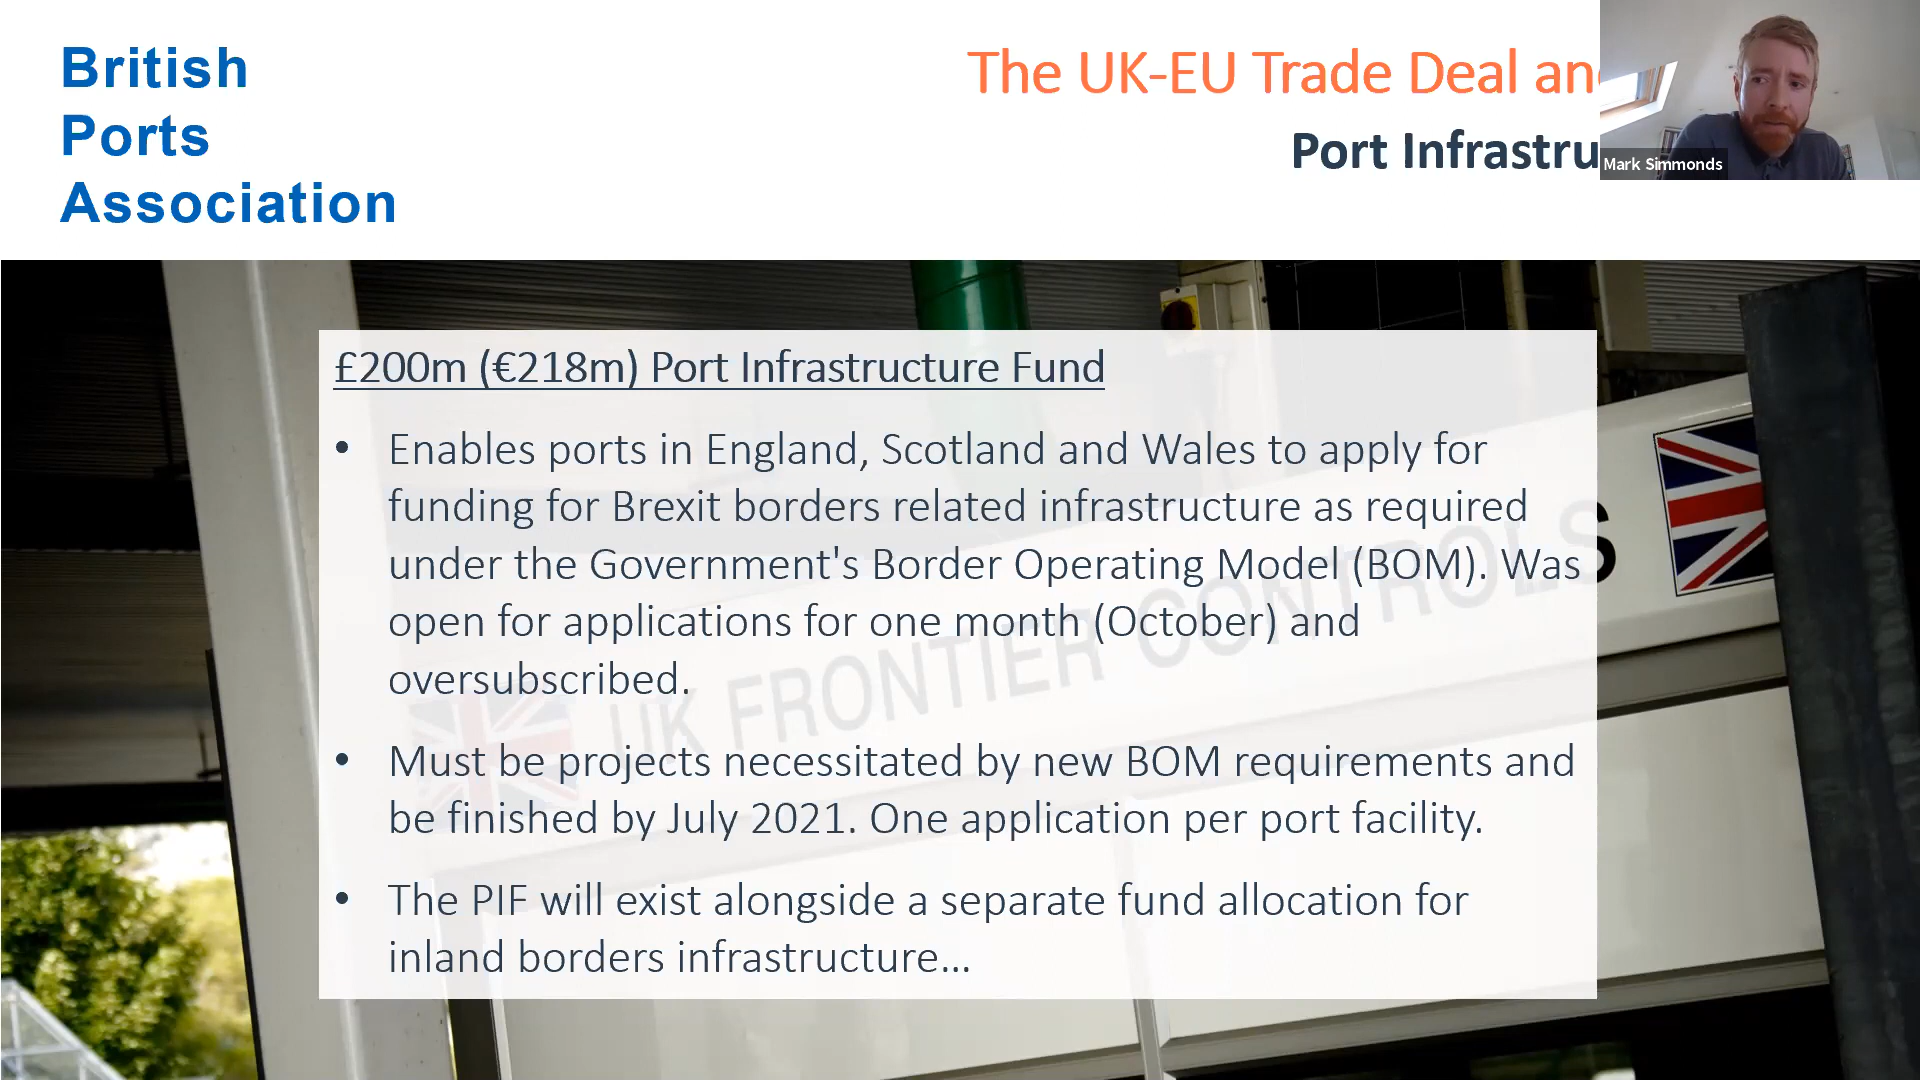 British
Ports
Association
The UK-EU Trade Deal an
Port Infrastru
Mark Simmonds
£200m (€218m) Port Infrastructure Fund
• Enables ports in England, Scotland and Wales to apply for
funding for Brexit borders related infrastructure as required
under the Government's Border Operating Model (BOM). Was
open for applications for one month (October) and
oversubscribed.
• Must be projects necessitated by new BOM requirements and
be finished by July 2021. One application per port facility.
• The PIF will exist alongside a separate fund allocation for
inland borders infrastructure...
UK FRONTIER CONTROLS